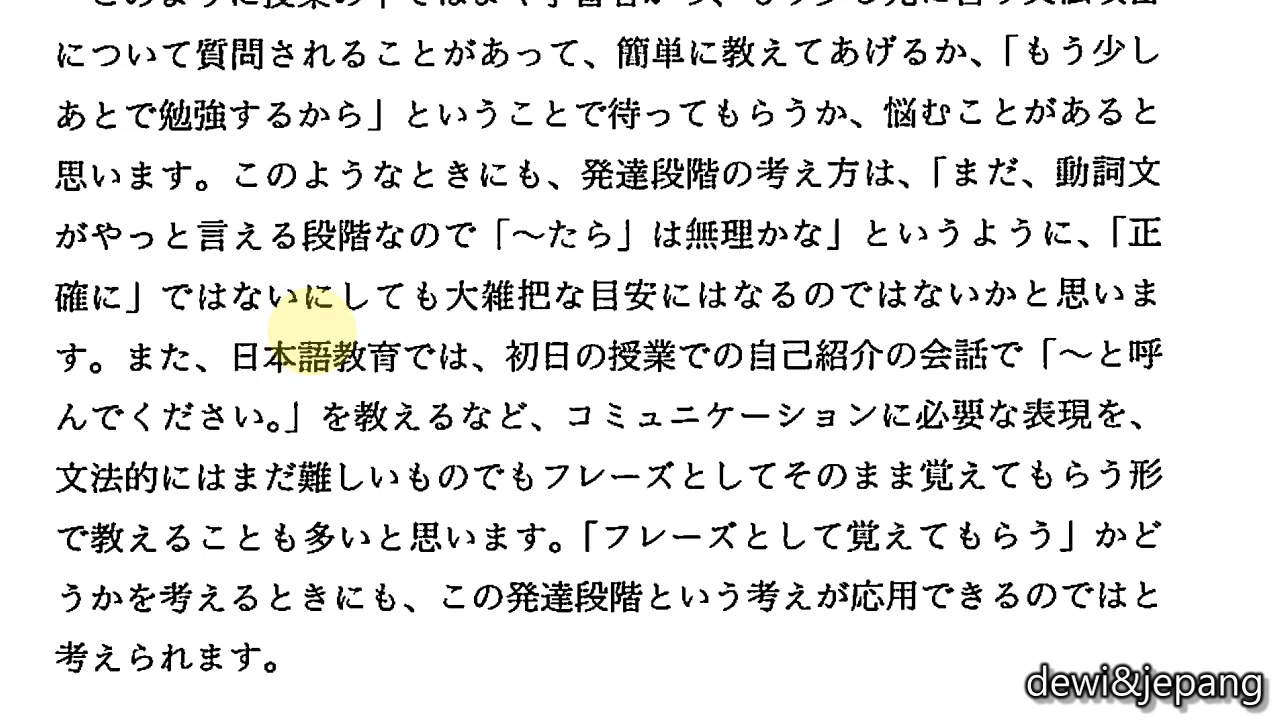 について質問されることがあって、簡単に教えてあげるか、「もう少し
あとで勉強するから」ということで待ってもらうか、悩むことがあると
思います。このようなときにも、発達段階の考え方は、「まだ、動詞文
がやっと言える段階なので「〜たら」は無理かな」というように、「正
確に」ではないにしても大雑把な目安にはなるのではないかと思いま
す。また、日本語教育では、初日の授業での自己紹介の会話で「〜と呼
んでください。」を教えるなど、コミュニケーションに必要な表現を、
文法的にはまだ難しいものでもフレーズとしてそのまま覚えてもらう形
で教えることも多いと思います。「フレーズとして覚えてもらう」かど
うかを考えるときにも、この発達段階という考えが応用できるのではと
考えられます。
dewi&jepang